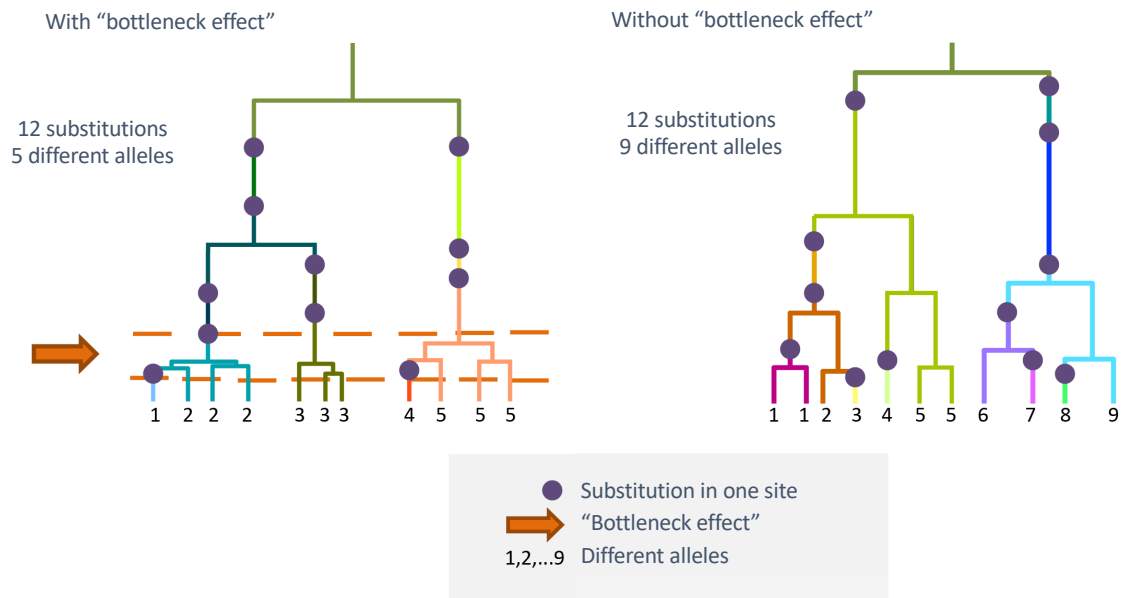 With “bottleneck effect”
12 substitutions
5 different alleles
1 2 2 2 3 3 3 4 5 5 5
Without “bottleneck effect”
12 substitutions
9 different alleles
1 1 2 3 4 5 5 6 7 8 9
Substitution in one site
“Bottleneck effect”
1,2,...9 Different alleles